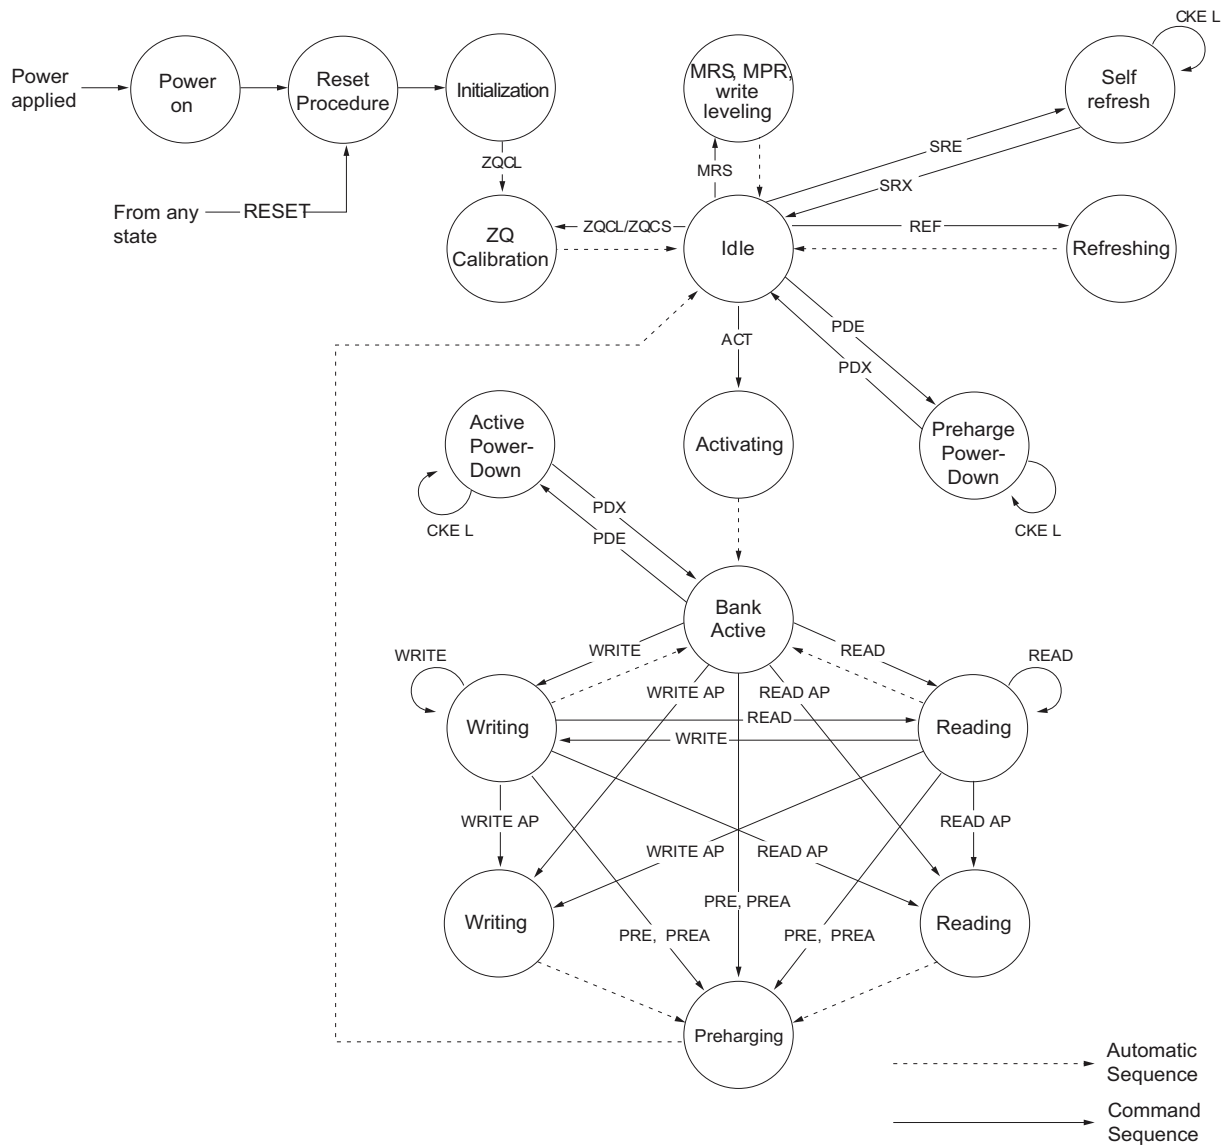 CKE L
Power
applied
Power
on
Reset
Procedure
Initialization
MRS, MPR,
write
leveling
Self
refresh
ZQCL
MRS
SRE
SRX
From any
state
RESET
ZQ
Calibration
ZQCL/ZQCS
Idle
REF
Refreshing
ACT
PDE
PDX
Active
Power-
Down
Activating
Preharge
Power-
Down
CKE L
PDX
PDE
CKE L
Bank
Active
WRITE
WRITE
READ
READ
WRITE AP
READ AP
Writing
READ
WRITE
Reading
WRITE AP
WRITE AP
READ AP
READ AP
Writing
PRE, PREA
Reading
PRE, PREA
PRE, PREA
Preharging
Automatic
Sequence
Command
Sequence